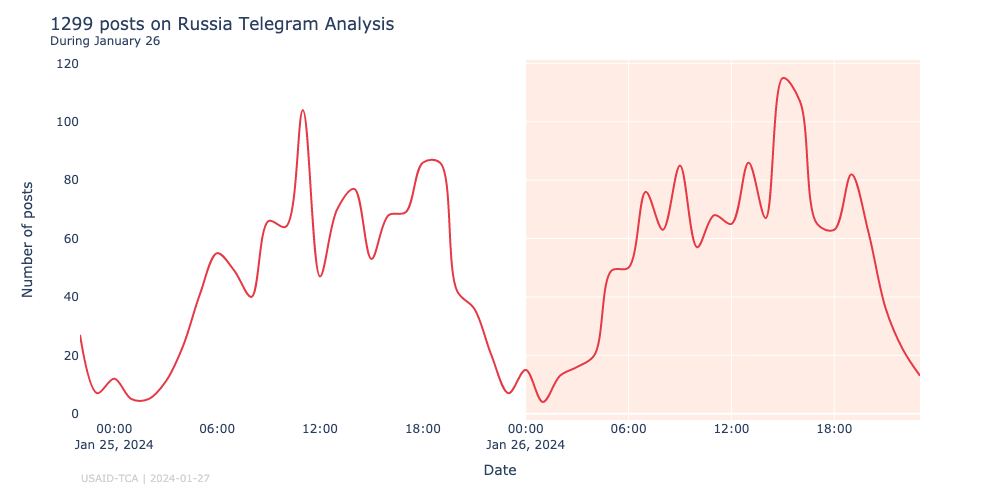 1299 posts on Russia Telegram Analysis
During January 26
120
100
80
60
40
20
0
Number of posts
00:00 06:00 12:00 18:00 00:00 06:00 12:00 18:00
Jan 25, 2024 Jan 26, 2024
Date
USAID-TCA | 2024-01-27